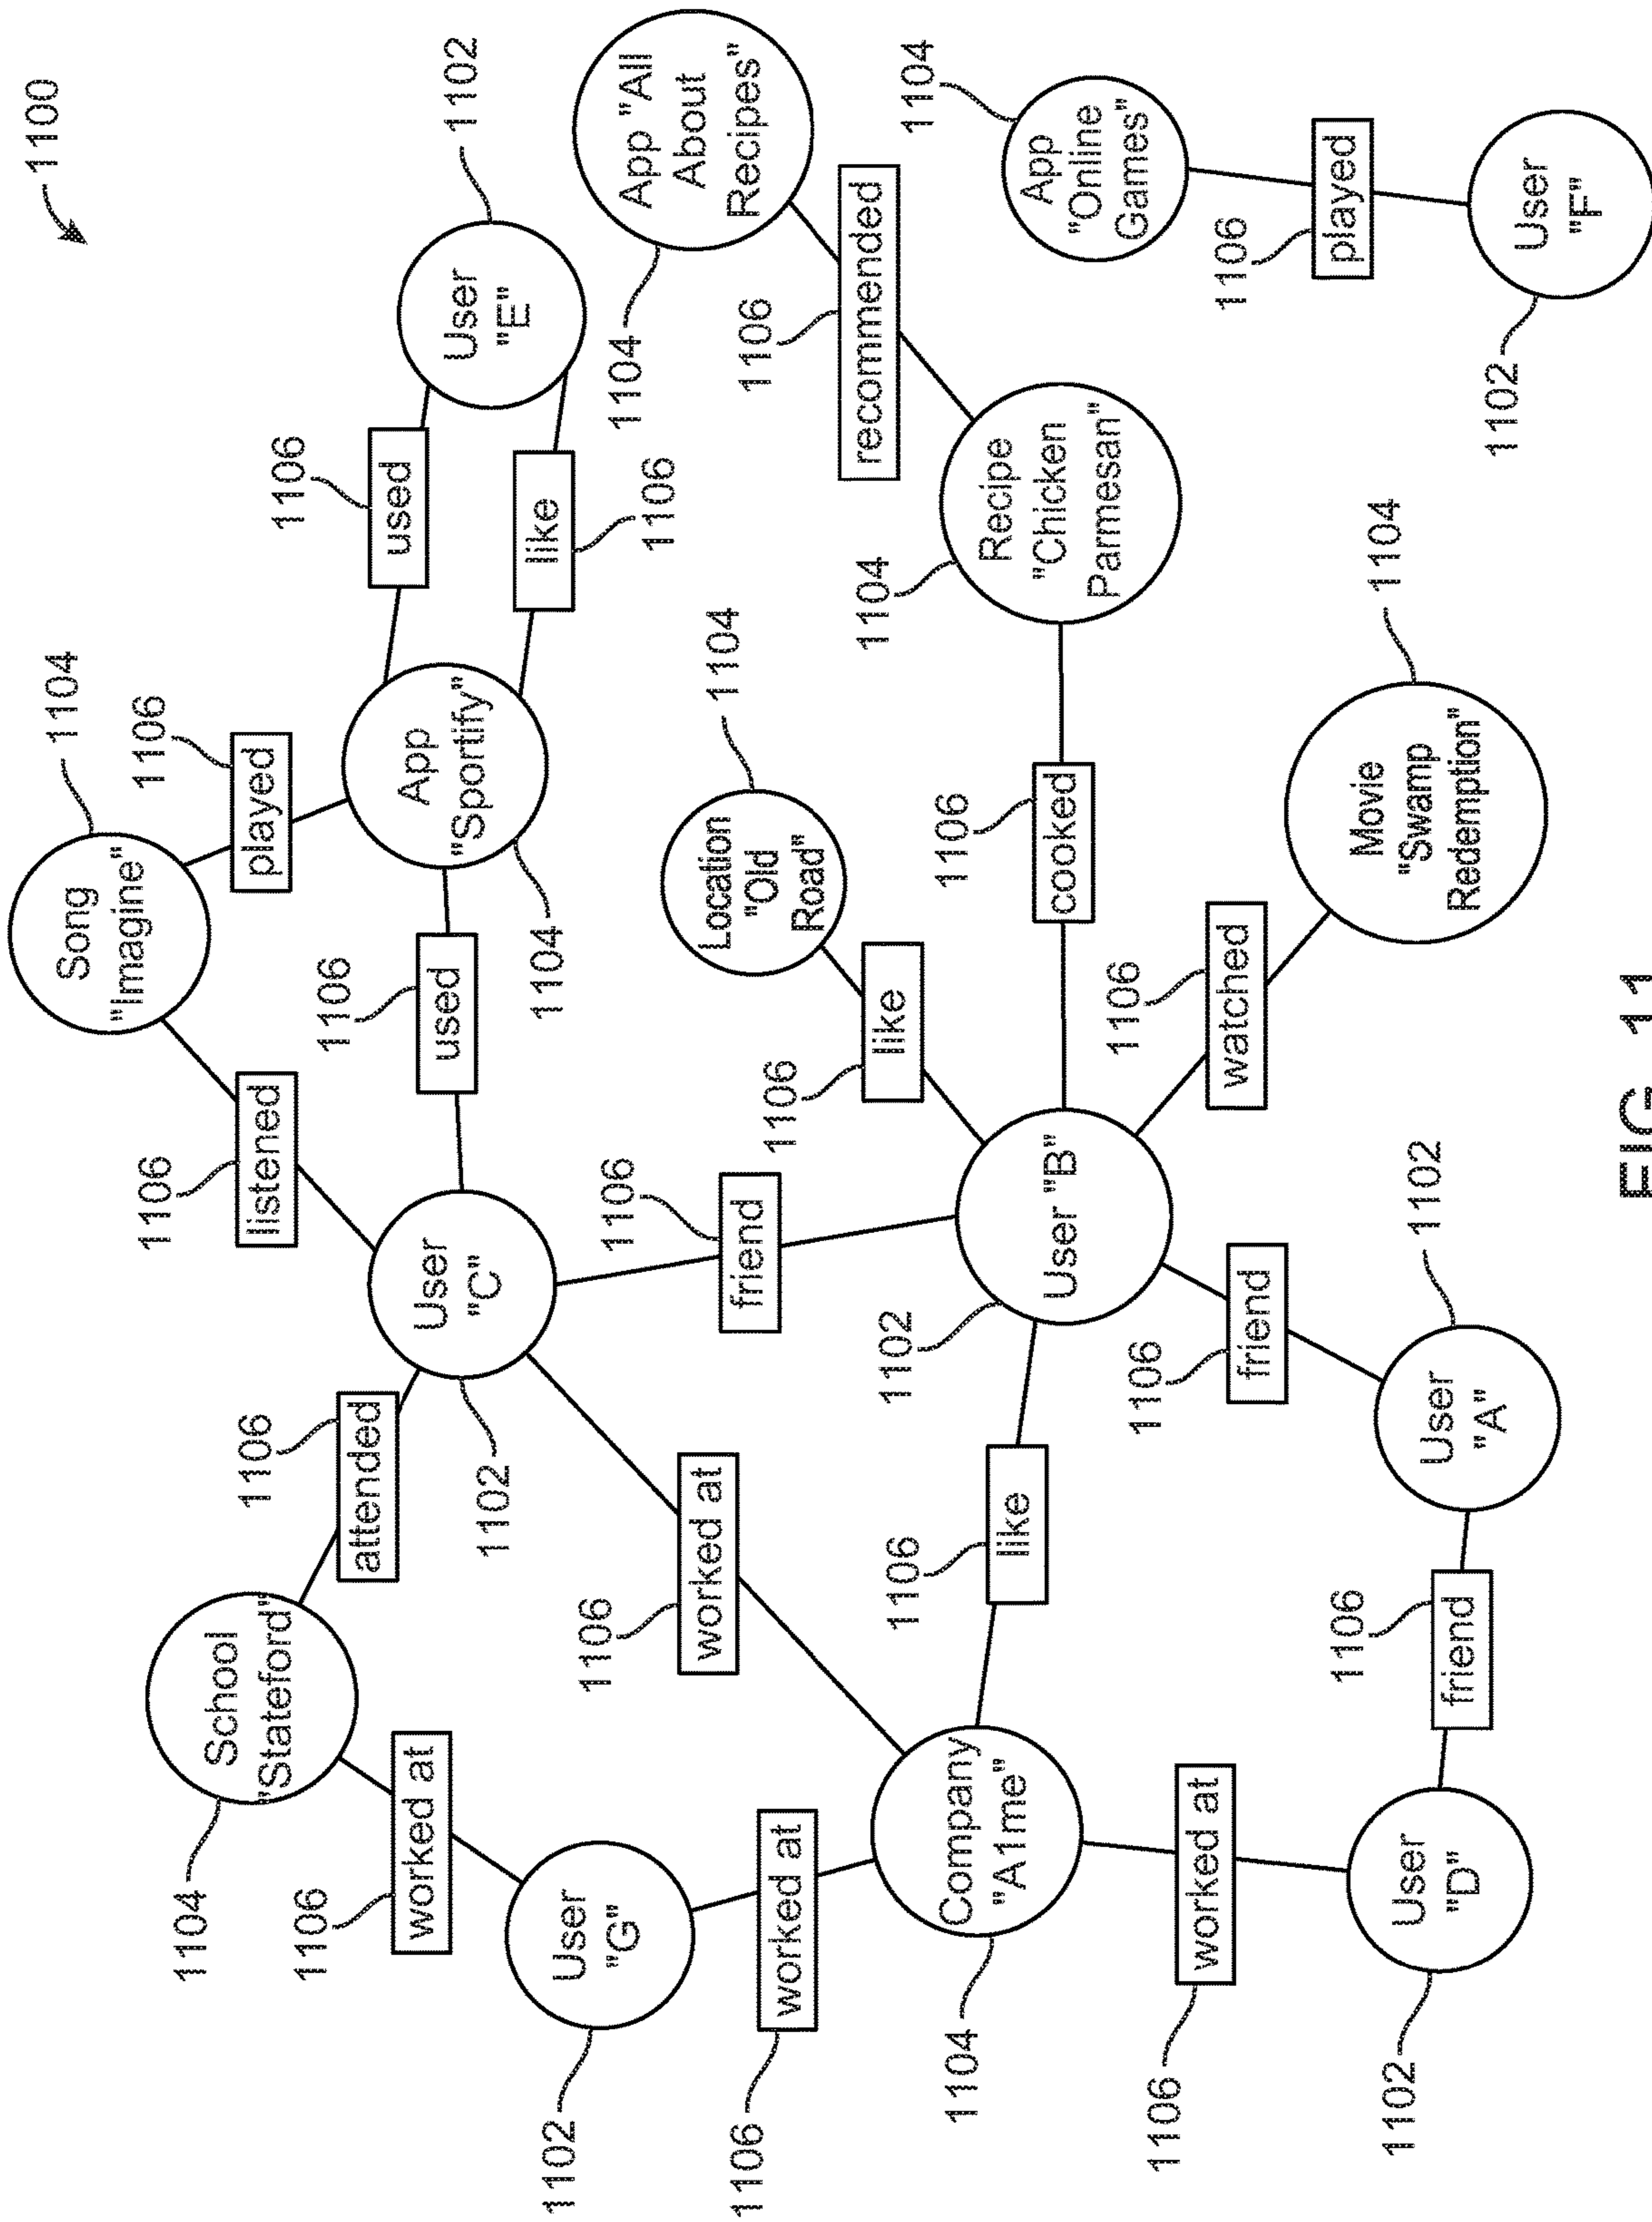 1100
1104
Song
"Imagine"
1106
played
1106
listened
1106
attended
School
"Stateford"
1104
1106
worked at
1106
used
User
"E"
1102
App
"Sportify"
1104
like
1106
1106
used
User
"C"
1102
User
"G"
1102
1106
worked at
1106
worked at
1106
friend
Location
"Old
Road"
1104
1106
like
App "All
About
Recipes"
1104
1106
recommended
Recipe
"Chicken
Parmesan"
1104
1106
cooked
User "B"
1102
1106
like
Company
"A1me"
1104
App
"Online
Games"
1104
1106
played
User
"F"
1102
Movie
"Swamp
Redemption"
1104
1106
watched
1106
friend
User
"A"
1102
1106
friend
1106
worked at
User
"D"
1102
FIG. 11